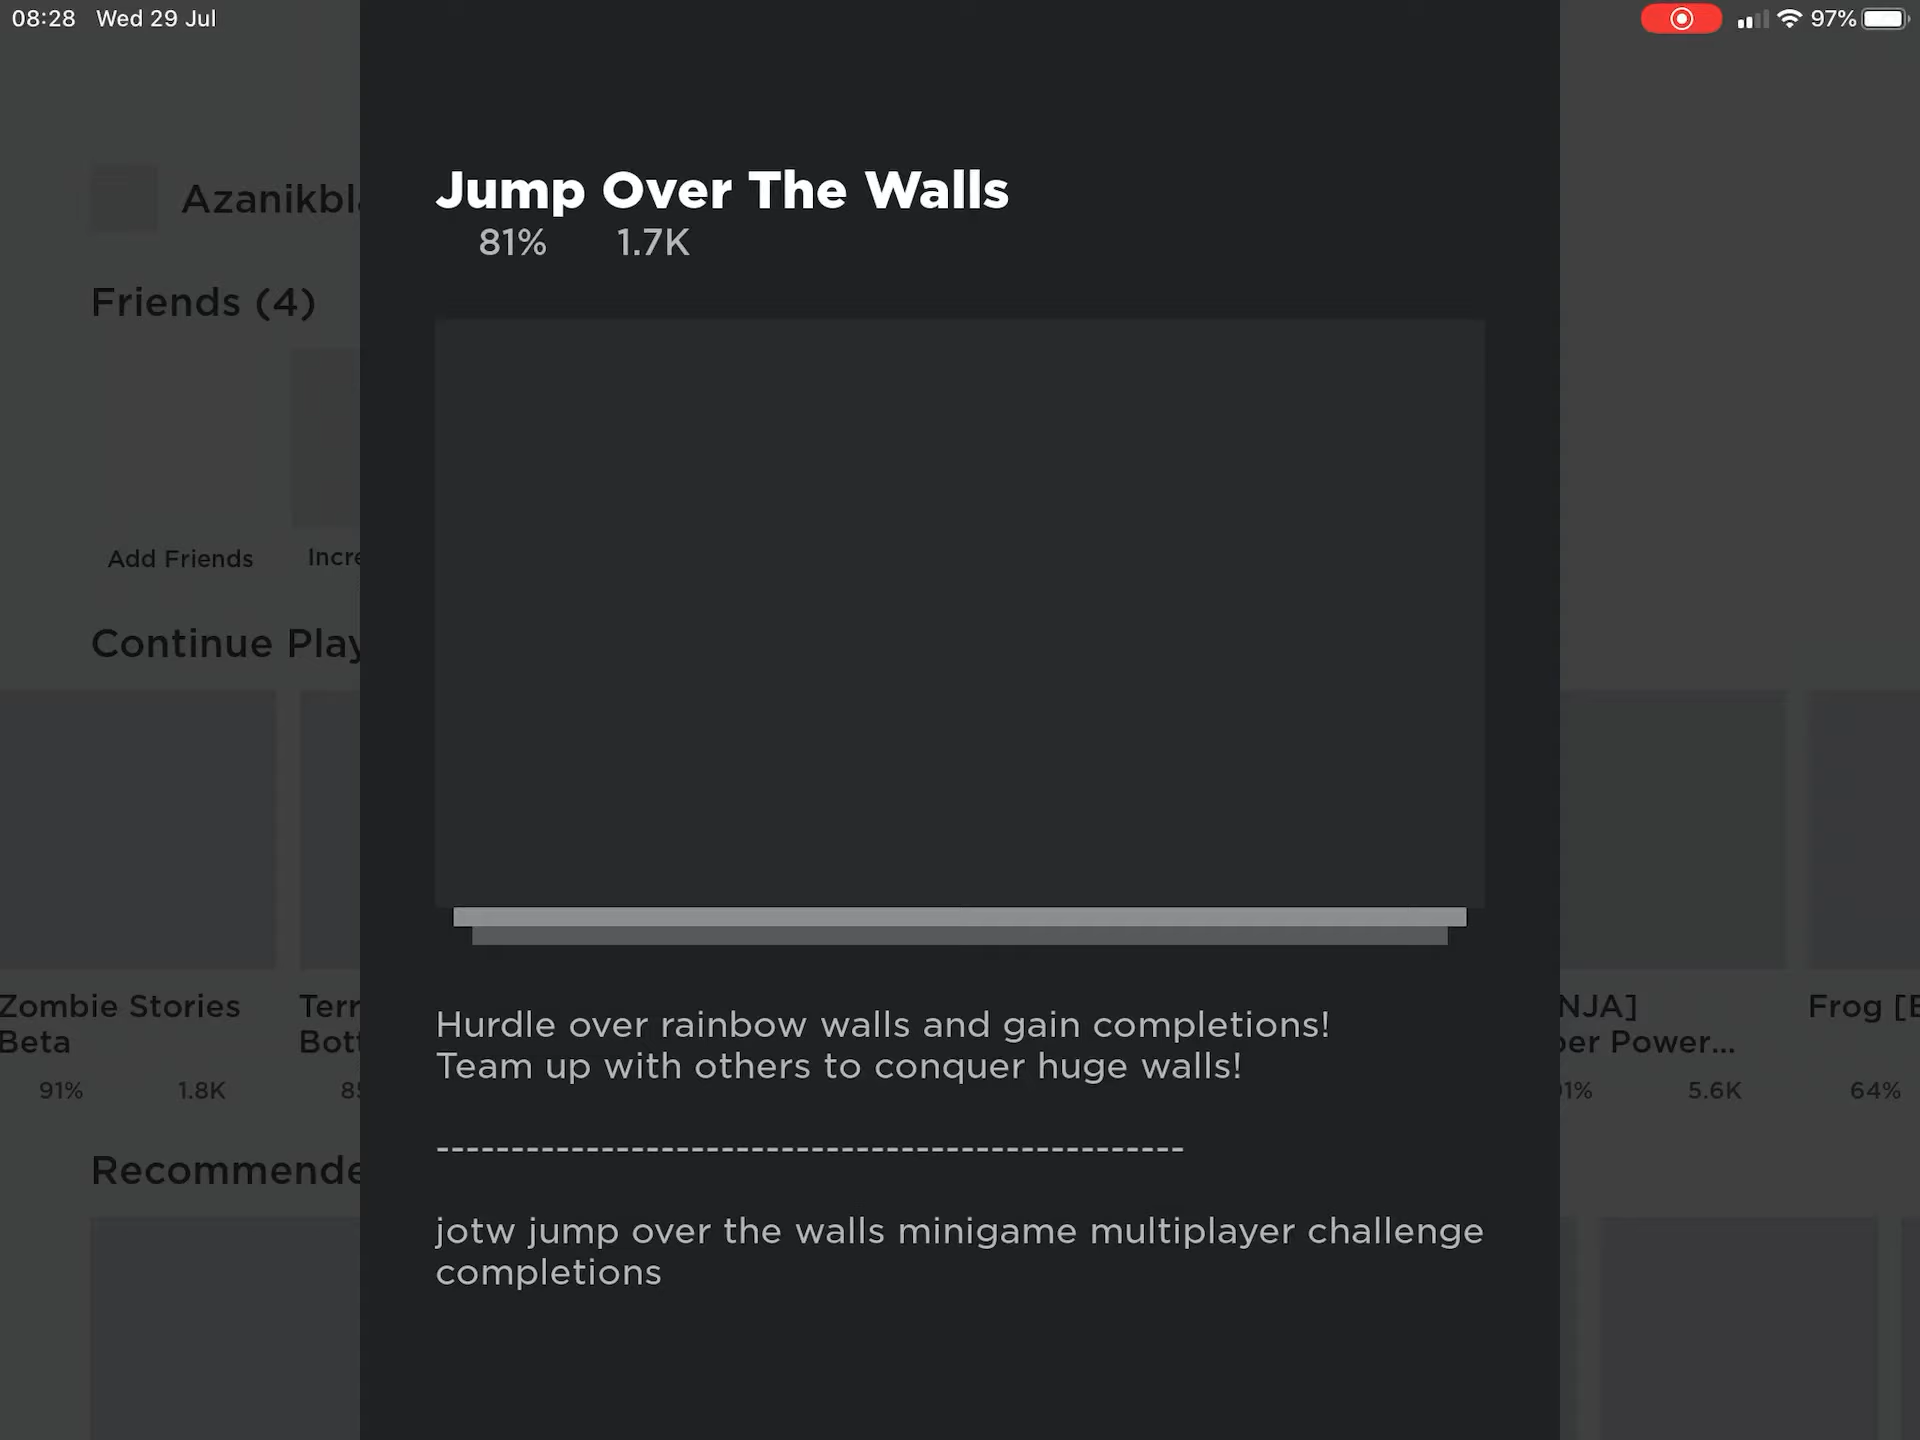 08:28 Wed 29 Jul
97%
Jump Over The Walls
81% 1.7K
Azanikbl
Friends (4)
Add Friends
Incre
Continue Play
Zombie Stories
Beta
91% 1.8K
Terr
Bott
NJA]
per Power...
91% 5.6K
Frog [
64%
Recommende
Hurdle over rainbow walls and gain completions!
Team up with others to conquer huge walls!
--------------------------------------------------
jotw jump over the walls minigame multiplayer challenge
completions